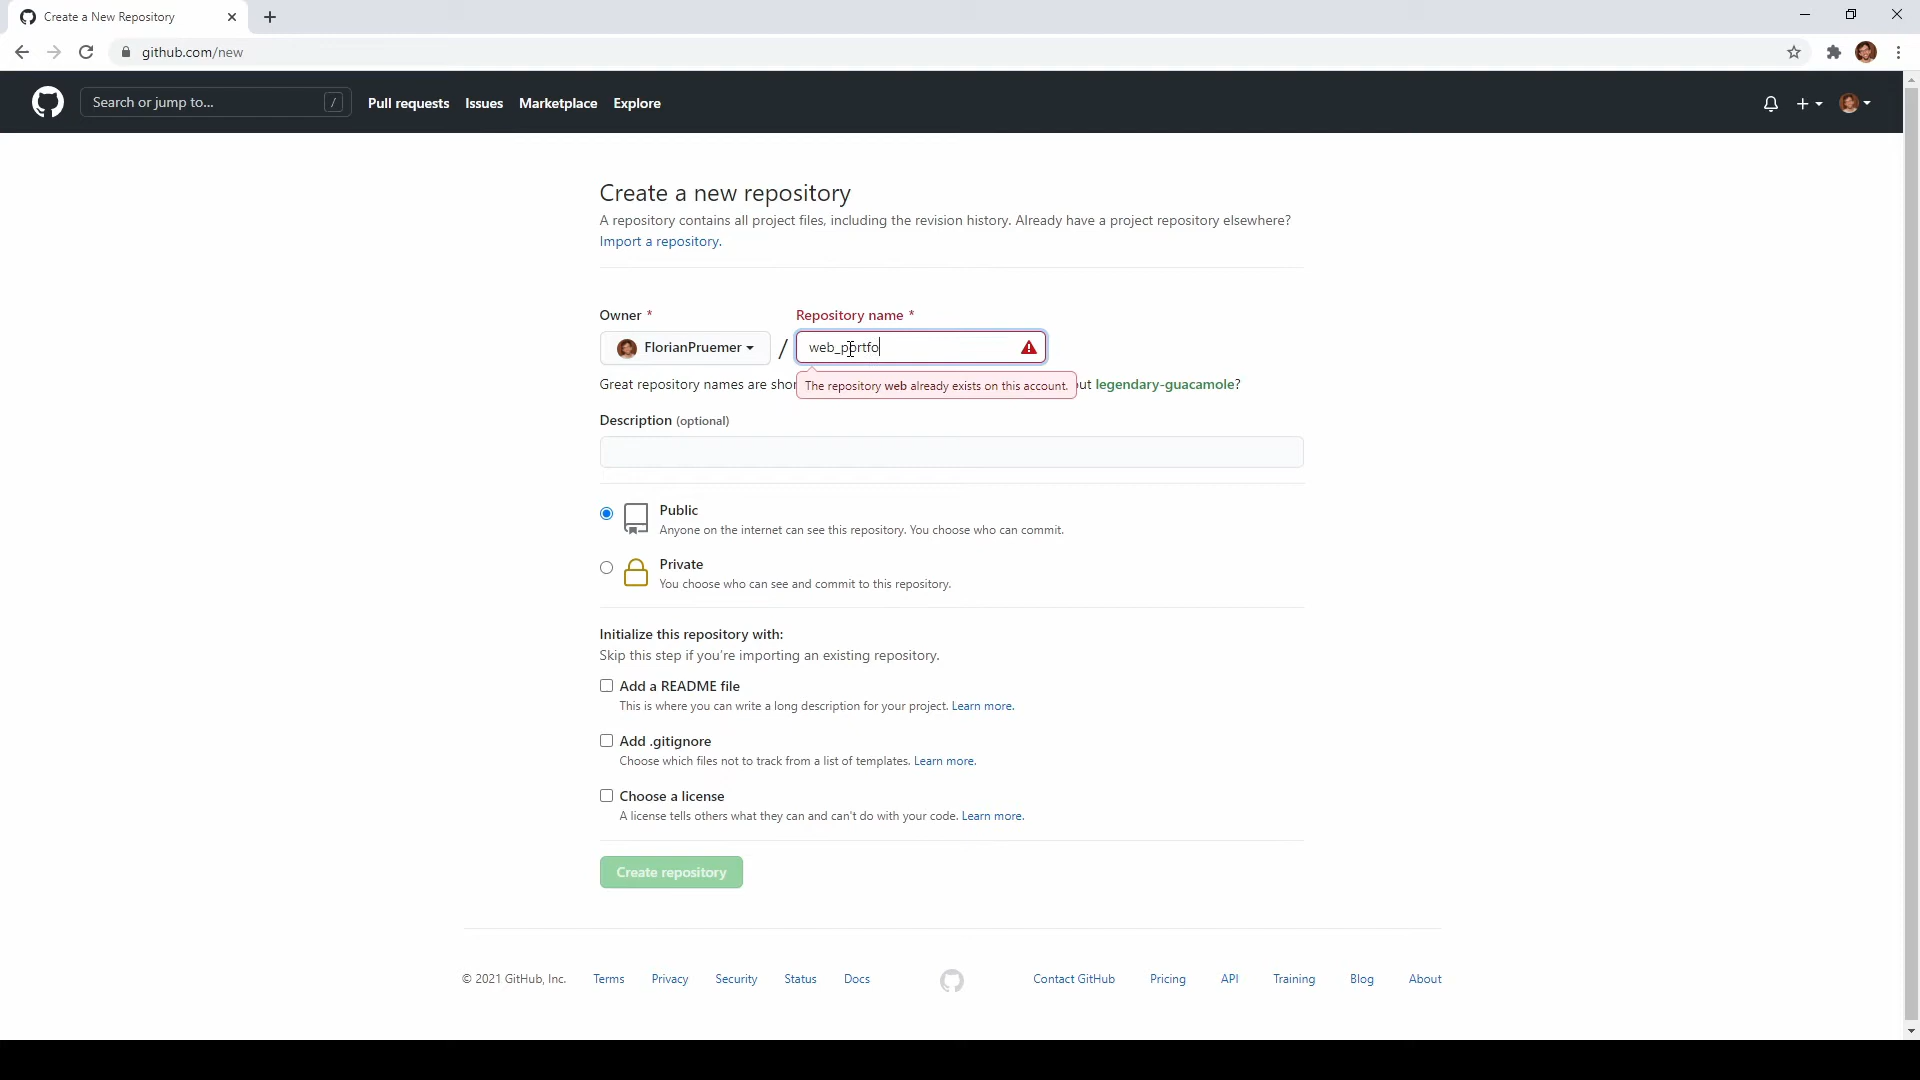 Create a New Repository
github.com/new
Search or jump to... /
Pull requests Issues Marketplace Explore
Create a new repository
A repository contains all project files, including the revision history. Already have a project repository elsewhere?
Import a repository.
Owner * Repository name *
FlorianPruemer / web_portfo
Great repository names are shor
The repository web already exists on this account.
ut legendary-guacamole?
Description (optional)
Public
Anyone on the internet can see this repository. You choose who can commit.
Private
You choose who can see and commit to this repository.
Initialize this repository with:
Skip this step if you're importing an existing repository.
Add a README file
This is where you can write a long description for your project. Learn more.
Add .gitignore
Choose which files not to track from a list of templates. Learn more.
Choose a license
A license tells others what they can and can't do with your code. Learn more.
Create repository
© 2021 GitHub, Inc. Terms Privacy Security Status Docs Contact GitHub Pricing API Training Blog About